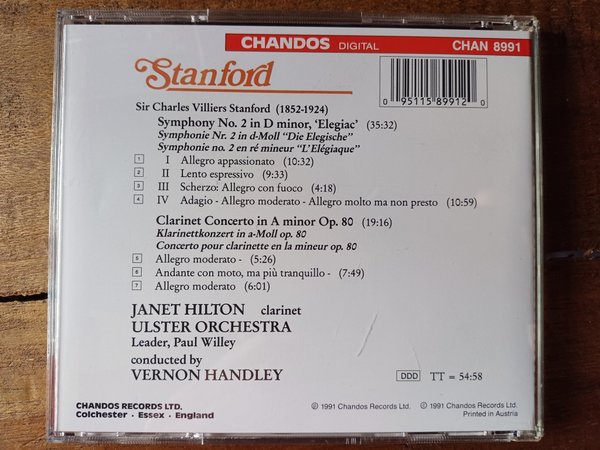 CHANDOS DIGITAL CHAN 8991
Stanford
0 95115 89912 0
Sir Charles Villiers Stanford (1852-1924)
Symphony No. 2 in D minor, ‘Elegiac’ (35:32)
Symphonie Nr. 2 in d-Moll “Die Elegische”
Symphonie no. 2 en ré mineur “L’Elégiaque”
1 I Allegro appassionato (10:32)
2 II Lento espressivo (9:33)
3 III Scherzo: Allegro con fuoco (4:18)
4 IV Adagio - Allegro moderato - Allegro molto ma non presto (10:59)
Clarinet Concerto in A minor Op. 80 (19:16)
Klarinettkonzert in a-Moll op. 80
Concerto pour clarinette en la mineur op. 80
5 Allegro moderato - (5:26)
6 Andante con moto, ma più tranquillo - (7:49)
7 Allegro moderato (6:01)
JANET HILTON clarinet
ULSTER ORCHESTRA
Leader, Paul Willey
conducted by
VERNON HANDLEY
DDD TT = 54:58
CHANDOS RECORDS LTD.
Colchester · Essex · England
℗ 1991 Chandos Records Ltd. © 1991 Chandos Records Ltd.
Printed in Austria